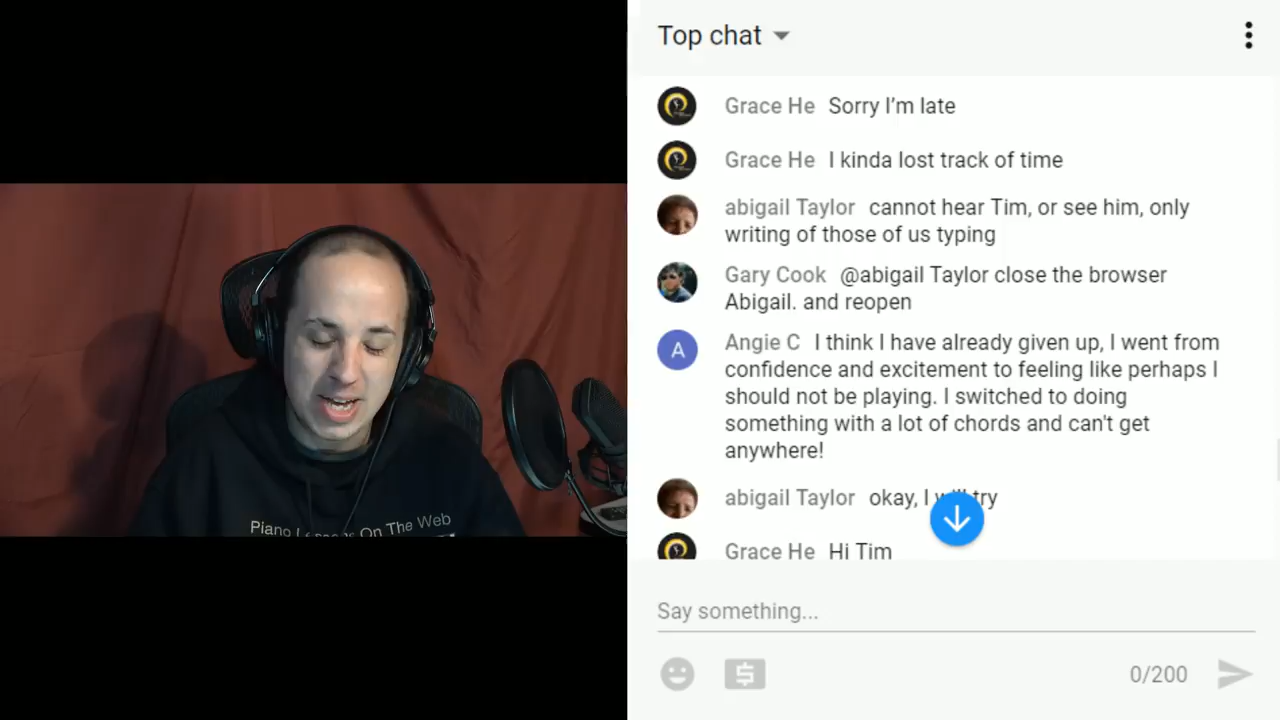 Top chat
Grace He Sorry I’m late
Grace He I kinda lost track of time
abigail Taylor cannot hear Tim, or see him, only
writing of those of us typing
Gary Cook @abigail Taylor close the browser
Abigail. and reopen
A
Angie C I think I have already given up, I went from
confidence and excitement to feeling like perhaps I
should not be playing. I switched to doing
something with a lot of chords and can't get
anywhere!
abigail Taylor okay, I will try
Grace He Hi Tim
Say something...
0/200
Piano On The Web